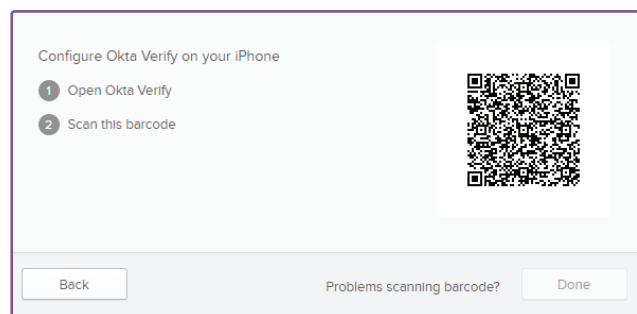 Configure Okta Verify on your iPhone
1 Open Okta Verify
2 Scan this barcode
Back
Problems scanning barcode?
Done